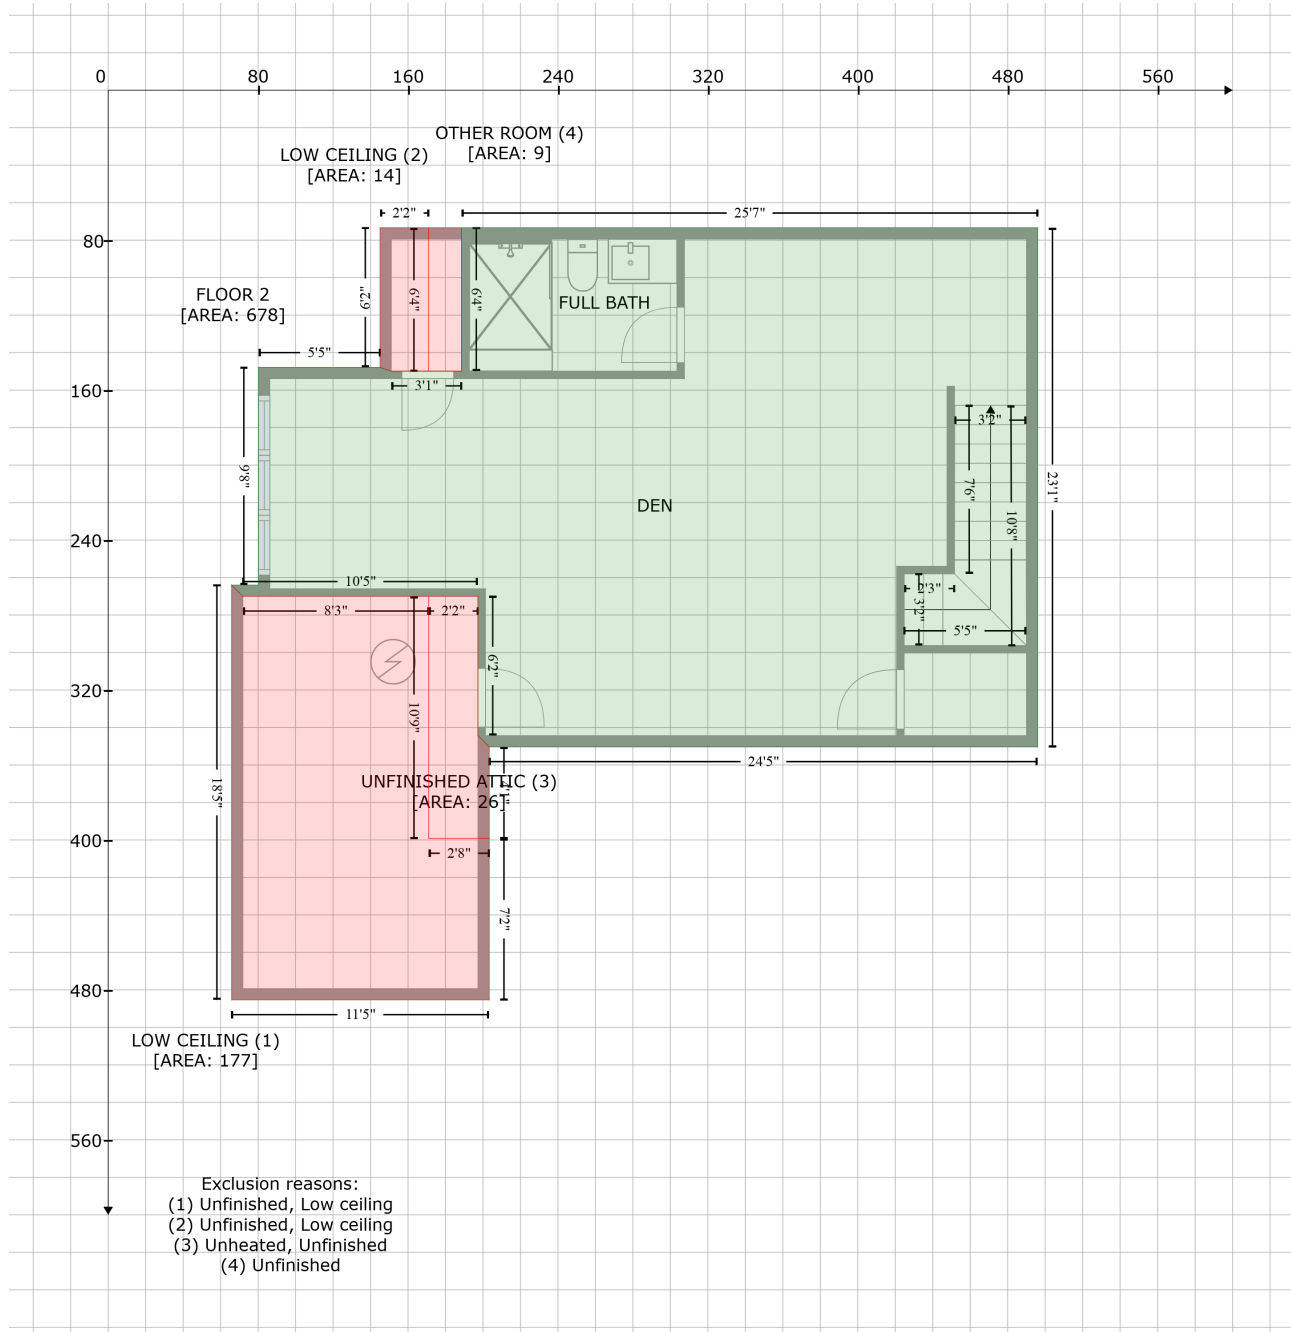 0
80
160
240
320
400
480
560
OTHER ROOM (4)
[AREA: 9]
LOW CEILING (2)
[AREA: 14]
2'2"
25'7"
80
FLOOR 2
[AREA: 678]
6'2"
6'4"
6'4"
FULL BATH
5'5"
3'1"
160
3'2"
9'8"
7'6"
23'1"
DEN
10'8"
240
10'5"
2'3"
8'3"
2'2"
3'2"
5'5"
6'2"
320
10'9"
24'5"
UNFINISHED ATTIC (3)
[AREA: 26]
18'5"
400
2'8"
7'2"
480
11'5"
LOW CEILING (1)
[AREA: 177]
560
Exclusion reasons:
(1) Unfinished, Low ceiling
(2) Unfinished, Low ceiling
(3) Unheated, Unfinished
(4) Unfinished